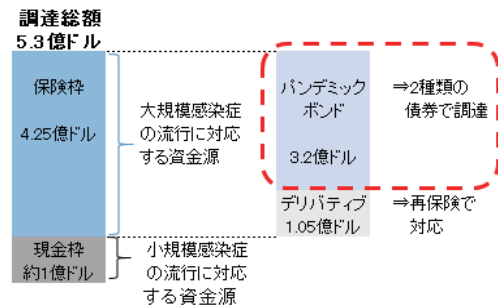 調達総額
5.3億ドル
保険枠
4.25億ドル
大規模感染症
の流行に対応
する資金源
パンデミック
ボンド
3.2億ドル
⇒2種類の
債券で調達
デリバティブ
1.05億ドル
⇒再保険で
対応
現金枠
約1億ドル
小規模感染症
の流行に対応
する資金源